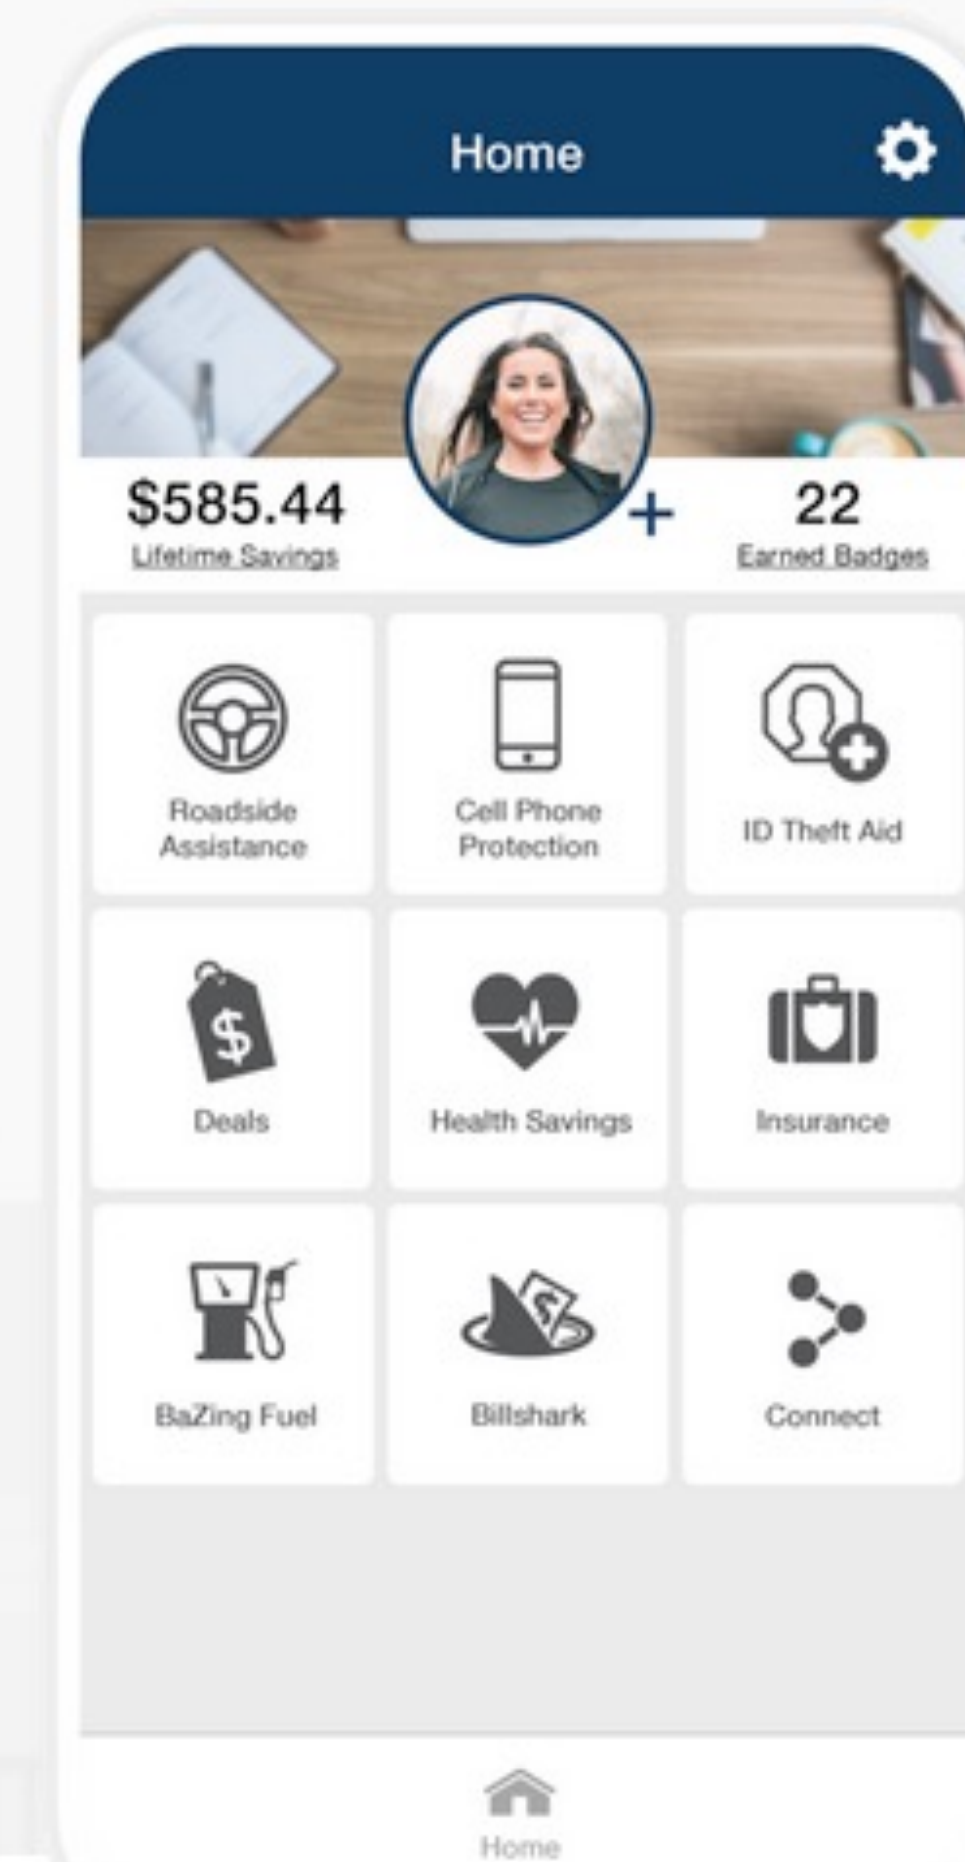 Home
$585.44
Lifetime Savings
22
Earned Badges
Roadside
Assistance
Cell Phone
Protection
ID Theft Aid
$
Deals
Health Savings
Insurance
BaZing Fuel
$
Billshark
Connect
Home